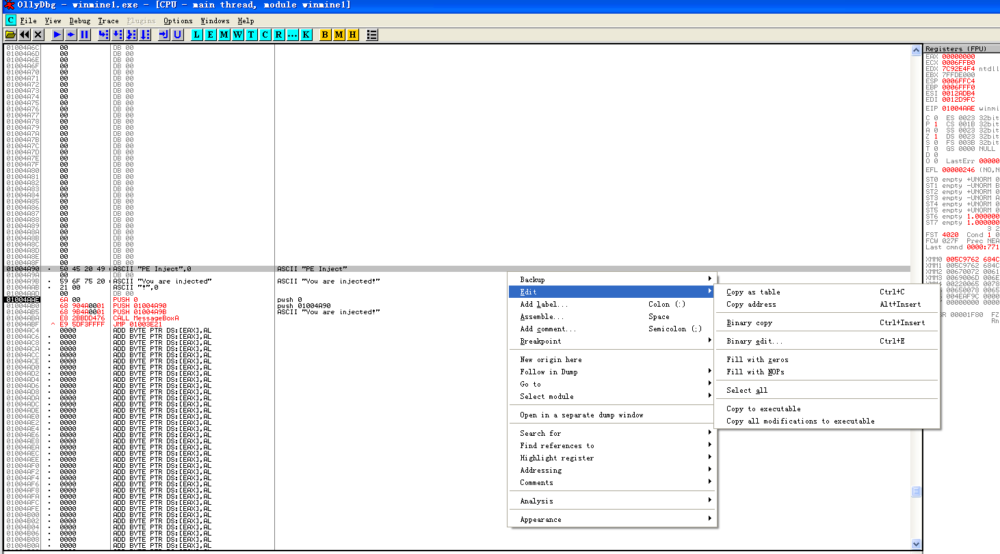 OllyDbg - winmine1.exe - [CPU - main thread, module winmine1]
C File View Debug Trace Plugins Options Windows Help
L E M W T C R ... K B M H
01004A6C 00 DB 00
01004A6D 00 DB 00
01004A6E 00 DB 00
01004A6F 00 DB 00
01004A70 00 DB 00
01004A71 00 DB 00
01004A72 00 DB 00
01004A73 00 DB 00
01004A74 00 DB 00
01004A75 00 DB 00
01004A76 00 DB 00
01004A77 00 DB 00
01004A78 00 DB 00
01004A79 00 DB 00
01004A7A 00 DB 00
01004A7B 00 DB 00
01004A7C 00 DB 00
01004A7D 00 DB 00
01004A7E 00 DB 00
01004A7F 00 DB 00
01004A80 00 DB 00
01004A81 00 DB 00
01004A82 00 DB 00
01004A83 00 DB 00
01004A84 00 DB 00
01004A85 00 DB 00
01004A86 00 DB 00
01004A87 00 DB 00
01004A88 00 DB 00
01004A89 00 DB 00
01004A8A 00 DB 00
01004A8B 00 DB 00
01004A8C 00 DB 00
01004A8D 00 DB 00
01004A8E 00 DB 00
01004A8F 00 DB 00
01004A90 · 50 45 20 49 ASCII "PE Inject",0 ASCII "PE Inject"
01004A9A 00 DB 00
01004A9B · 59 6F 75 20 ASCII "You are injected" ASCII "You are injected!"
01004AAB · 21 00 ASCII "!",0
01004AAD 00 DB 00
01004AAE 6A 00 PUSH 0 push 0
01004AB0 68 904A0001 PUSH 01004A90 push 01004A90
01004AB5 68 9B4A0001 PUSH 01004A9B ASCII "You are injected!"
01004ABA E8 2BBDD476 CALL MessageBoxA
01004ABF ^ E9 5DF3FFFF JMP 01003E21
01004AC4 0000 ADD BYTE PTR DS:[EAX],AL
01004AC6 · 0000 ADD BYTE PTR DS:[EAX],AL
01004AC8 · 0000 ADD BYTE PTR DS:[EAX],AL
01004ACA · 0000 ADD BYTE PTR DS:[EAX],AL
01004ACC · 0000 ADD BYTE PTR DS:[EAX],AL
01004ACE · 0000 ADD BYTE PTR DS:[EAX],AL
01004AD0 · 0000 ADD BYTE PTR DS:[EAX],AL
01004AD2 · 0000 ADD BYTE PTR DS:[EAX],AL
01004AD4 · 0000 ADD BYTE PTR DS:[EAX],AL
01004AD6 · 0000 ADD BYTE PTR DS:[EAX],AL
01004AD8 · 0000 ADD BYTE PTR DS:[EAX],AL
01004ADA · 0000 ADD BYTE PTR DS:[EAX],AL
01004ADC · 0000 ADD BYTE PTR DS:[EAX],AL
01004ADE · 0000 ADD BYTE PTR DS:[EAX],AL
01004AE0 · 0000 ADD BYTE PTR DS:[EAX],AL
01004AE2 · 0000 ADD BYTE PTR DS:[EAX],AL
01004AE4 · 0000 ADD BYTE PTR DS:[EAX],AL
01004AE6 · 0000 ADD BYTE PTR DS:[EAX],AL
01004AE8 · 0000 ADD BYTE PTR DS:[EAX],AL
01004AEA · 0000 ADD BYTE PTR DS:[EAX],AL
01004AEC · 0000 ADD BYTE PTR DS:[EAX],AL
01004AEE · 0000 ADD BYTE PTR DS:[EAX],AL
01004AF0 · 0000 ADD BYTE PTR DS:[EAX],AL
01004AF2 · 0000 ADD BYTE PTR DS:[EAX],AL
01004AF4 · 0000 ADD BYTE PTR DS:[EAX],AL
01004AF6 · 0000 ADD BYTE PTR DS:[EAX],AL
01004AF8 · 0000 ADD BYTE PTR DS:[EAX],AL
01004AFA · 0000 ADD BYTE PTR DS:[EAX],AL
01004AFC · 0000 ADD BYTE PTR DS:[EAX],AL
01004AFE · 0000 ADD BYTE PTR DS:[EAX],AL
01004B00 · 0000 ADD BYTE PTR DS:[EAX],AL
01004B02 · 0000 ADD BYTE PTR DS:[EAX],AL
01004B04 · 0000 ADD BYTE PTR DS:[EAX],AL
01004B06 · 0000 ADD BYTE PTR DS:[EAX],AL
01004B08 · 0000 ADD BYTE PTR DS:[EAX],AL
01004B0A · 0000 ADD BYTE PTR DS:[EAX],AL
Backup
Edit
Add label... Colon (:)
Assemble... Space
Add comment... Semicolon (;)
Breakpoint
New origin here
Follow in Dump
Go to
Select module
Open in a separate dump window
Search for
Find references to
Highlight register
Addressing
Comments
Analysis
Appearance
Copy as table Ctrl+C
Copy address Alt+Insert
Binary copy Ctrl+Insert
Binary edit... Ctrl+E
Fill with zeros
Fill with NOPs
Select all
Copy to executable
Copy all modifications to executable
Registers (FPU)
EAX 00000000
ECX 0006FFB0
EDX 7C92E4F4 ntdll
EBX 7FFDE000
ESP 0006FFC4
EBP 0006FFF0
ESI 0012ADB4
EDI 0012D9FC
EIP 01004AAE winmi
C 0 ES 0023 32bit
P 1 CS 001B 32bit
A 0 SS 0023 32bit
Z 1 DS 0023 32bit
S 0 FS 003B 32bit
T 0 GS 0000 NULL
D 0
O 0 LastErr 00000
EFL 00000246 (NO,N
ST0 empty +UNORM 0
ST1 empty -UNORM B
ST2 empty +UNORM 0
ST3 empty -UNORM A
ST4 empty +UNORM 0
ST5 empty +UNORM 0
ST6 empty 1.000000
ST7 empty 1.000000
3 2
FST 4020 Cond 1 0
FCW 027F Prec NEA
Last cmnd 0000:771
XMM0 005C9762 684C
XMM1 005C9762 684C
XMM2 00670072 0061
XMM3 0069006D 006E
XMM4 00220065 0078
00650078 0065
004EAF9C 0000
00000000 0000
SR 00001F80 FZ
Rn